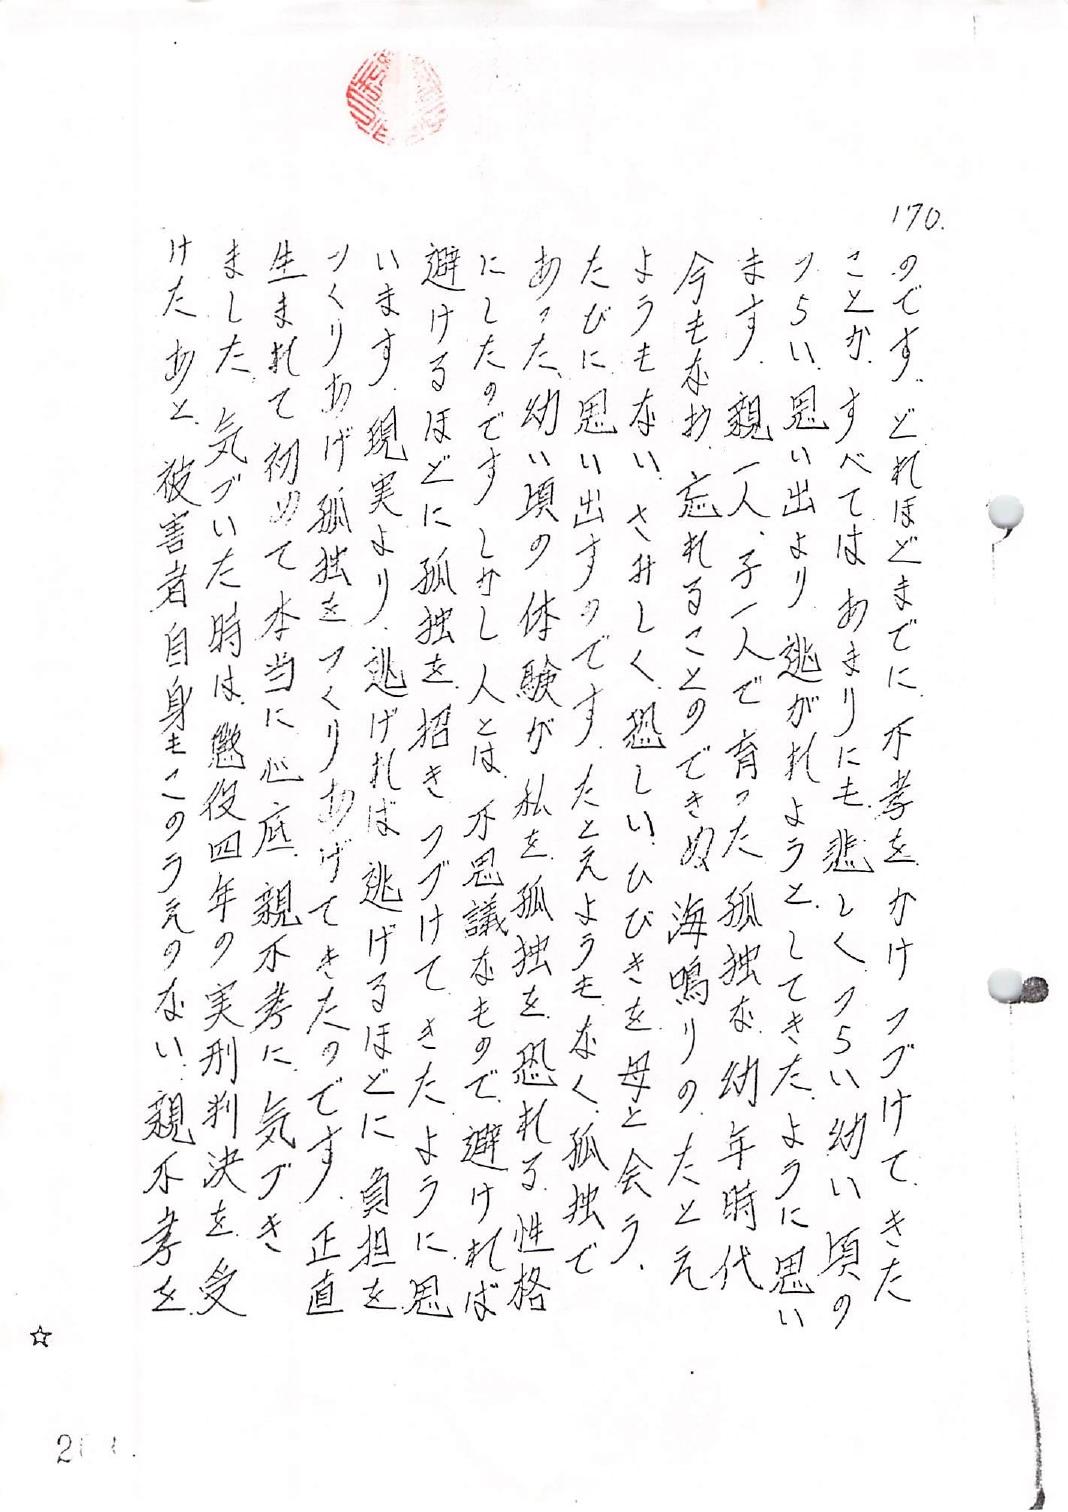 170.
のです。どれほどまでに、不孝をかけつづけて、きた
ことか。すべては、あまりにも、悲しくつらい幼い頃の
つらい思い出より、逃がれようと、してきた、ように思い
ます。親一人、子一人で育った孤独な、幼年時代
今もなお、忘れることのできぬ、海鳴りの、たとえ
ようもない、さみしく、恐しい、ひびきを、母と会う、
たびに、思い出すのです。たとえようも、なく、孤独で
あった、幼い頃の、体験が、私を、孤独を、恐れる、性格
にしたのです。しかし、人とは、不思議なもので、避ければ
避けるほどに、孤独を、招き、つづけて、きたように、思
います。現実より、逃げれば、逃げるほどに、負担を
つくりあげ、孤独を、つくりあげてきたのです。正直
生まれて初めて本当に心底、親不孝に、気づき
ました。気づいた時は、懲役四年の、実刑判決を、受
けたあと、被害者自身もこのうえのない、親不孝を、
☆